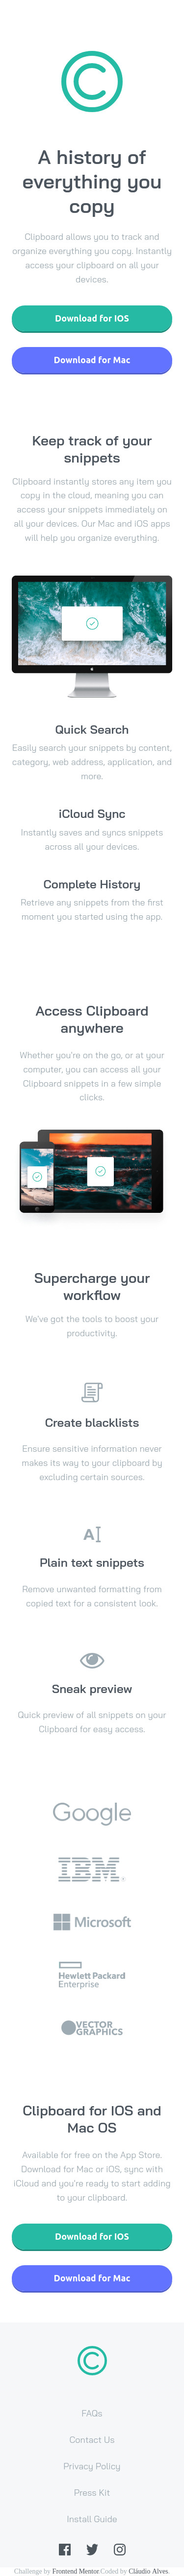 A history of
everything you
copy
Clipboard allows you to track and
organize everything you copy. Instantly
access your clipboard on all your
devices.
Download for IOS
Download for Mac
Keep track of your
snippets
Clipboard instantly stores any item you
copy in the cloud, meaning you can
access your snippets immediately on
all your devices. Our Mac and iOS apps
will help you organize everything.
Quick Search
Easily search your snippets by content,
category, web address, application, and
more.
iCloud Sync
Instantly saves and syncs snippets
across all your devices.
Complete History
Retrieve any snippets from the first
moment you started using the app.
Access Clipboard
anywhere
Whether you're on the go, or at your
computer, you can access all your
Clipboard snippets in a few simple
clicks.
Supercharge your
workflow
We've got the tools to boost your
productivity.
Create blacklists
Ensure sensitive information never
makes its way to your clipboard by
excluding certain sources.
Plain text snippets
Remove unwanted formatting from
copied text for a consistent look.
Sneak preview
Quick preview of all snippets on your
Clipboard for easy access.
Google
IBM
Microsoft
Hewlett Packard
Enterprise
VECTOR
GRAPHICS
Clipboard for IOS and
Mac OS
Available for free on the App Store.
Download for Mac or iOS, sync with
iCloud and you're ready to start adding
to your clipboard.
Download for IOS
Download for Mac
FAQs
Contact Us
Privacy Policy
Press Kit
Install Guide
Challenge by Frontend Mentor.Coded by Cláudio Alves.